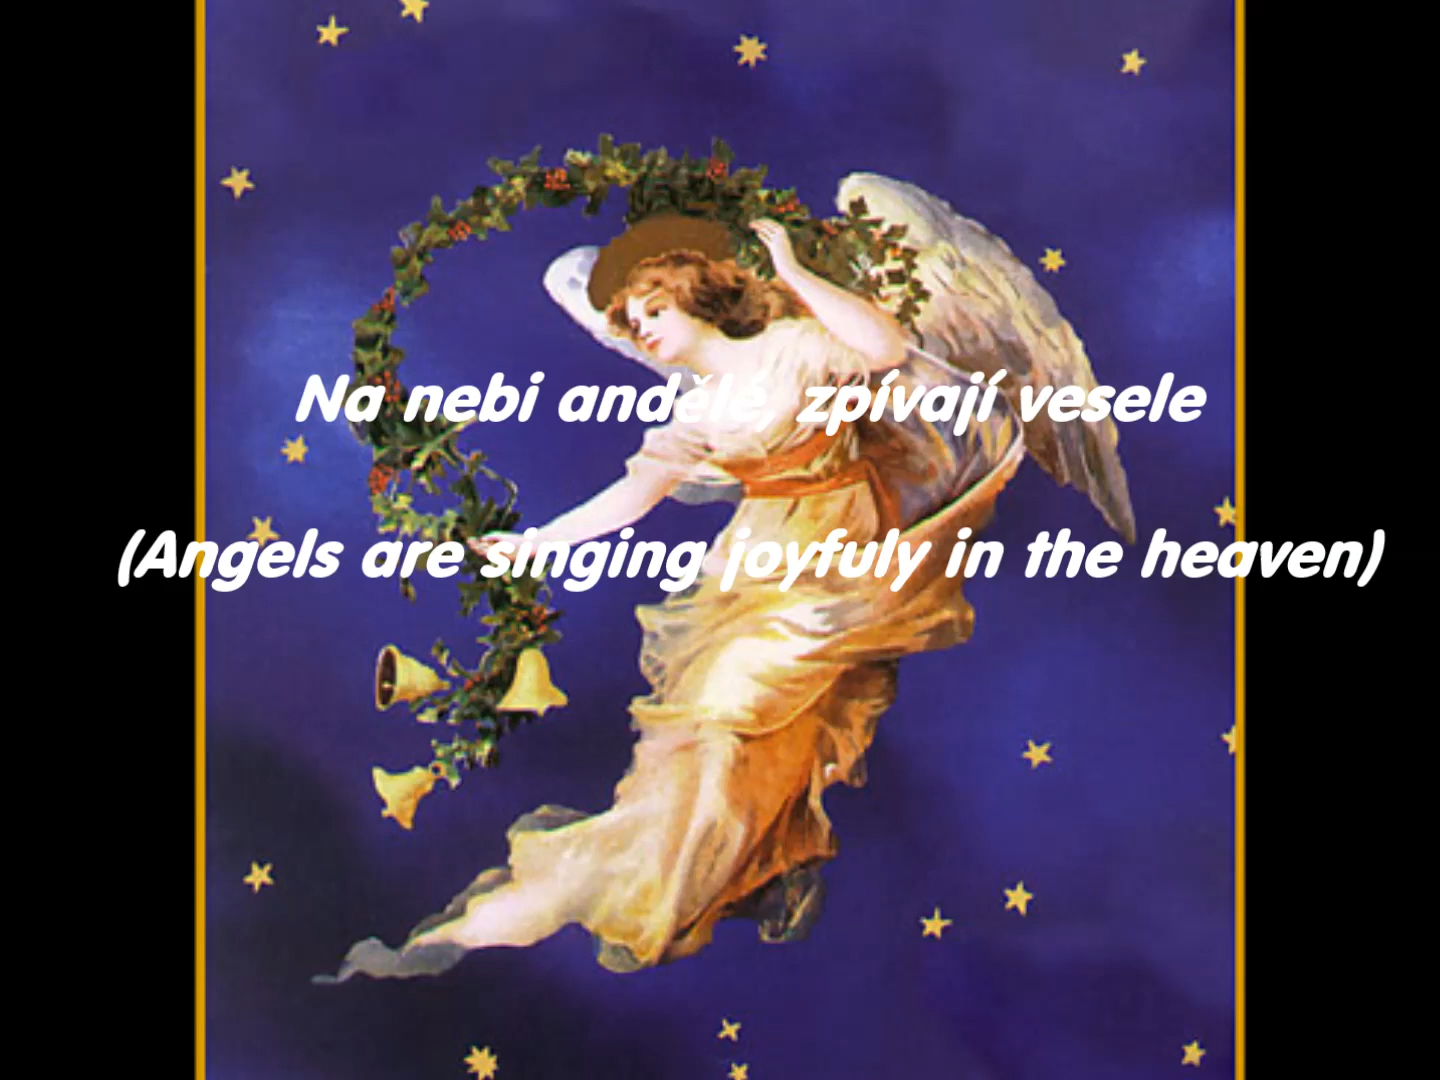 Na nebi andělé, zpívají vesele
(Angels are singing joyfuly in the heaven)